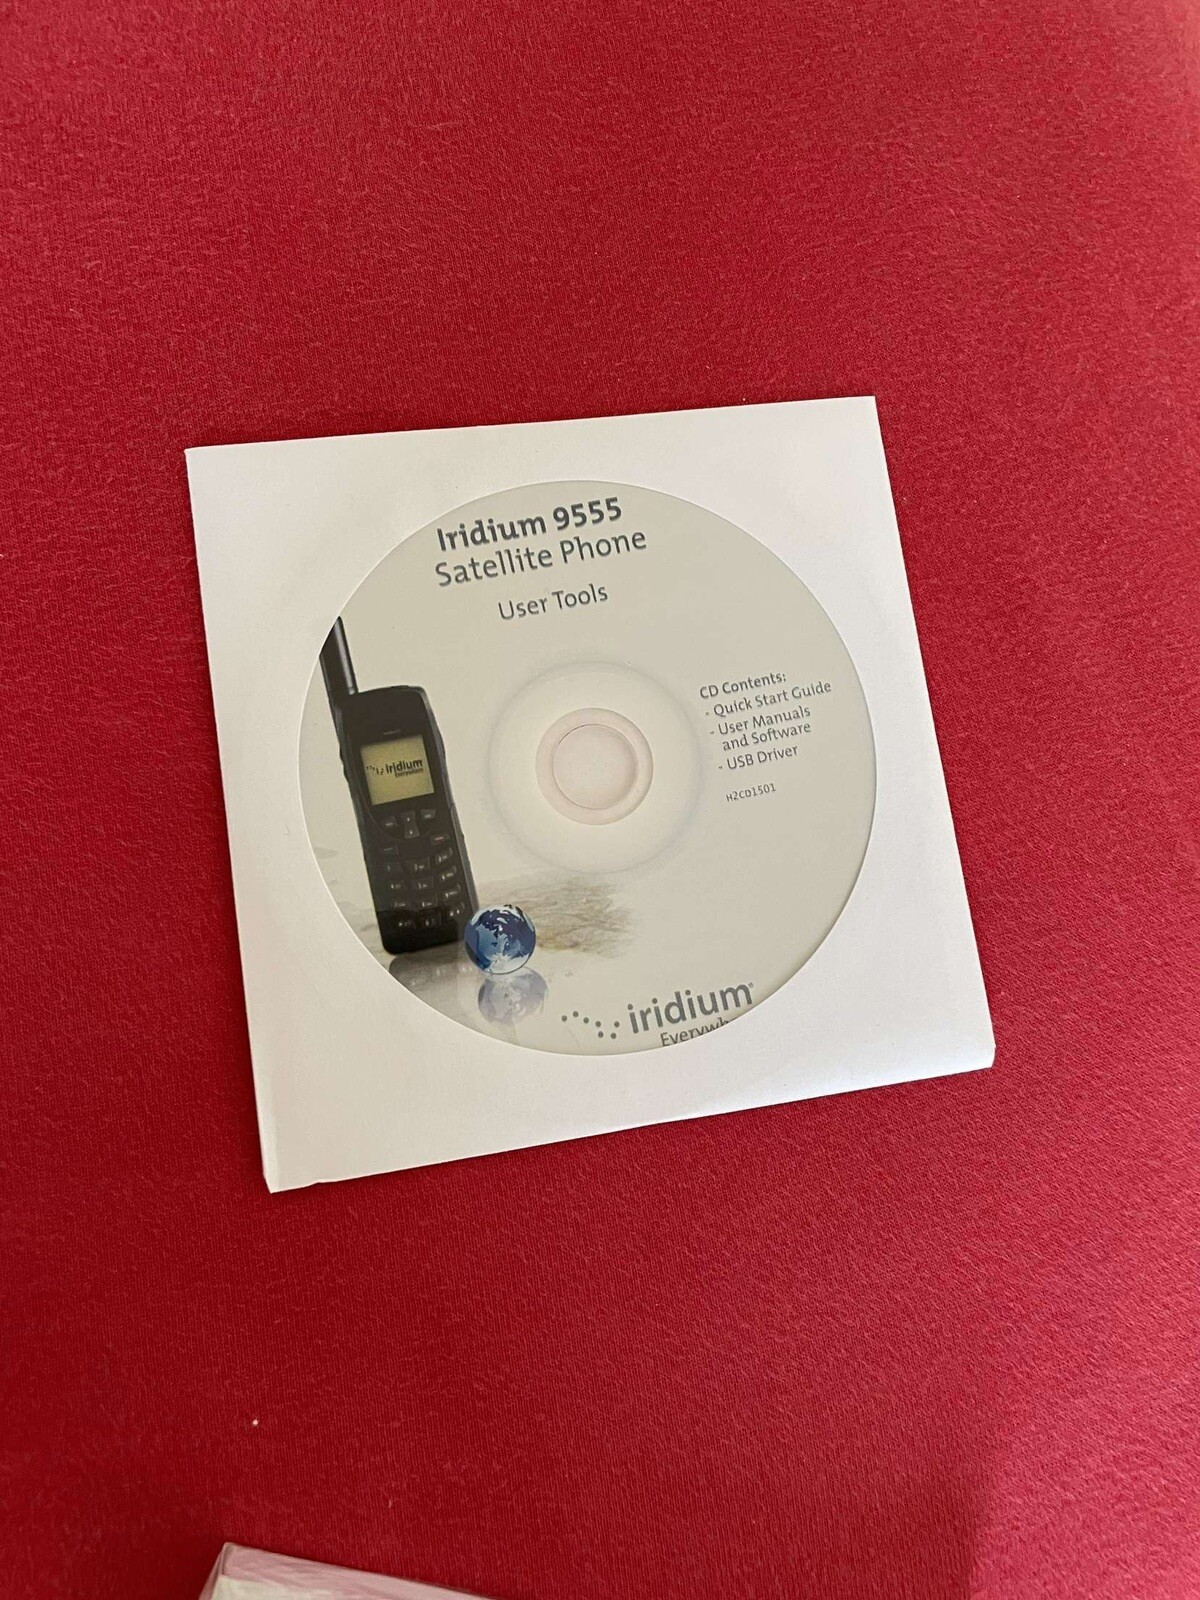 Iridium 9555
Satellite Phone
User Tools
CD Contents:
- Quick Start Guide
- User Manuals
and Software
- USB Driver
H2CD1501
iridium
Everywhere
iridium®